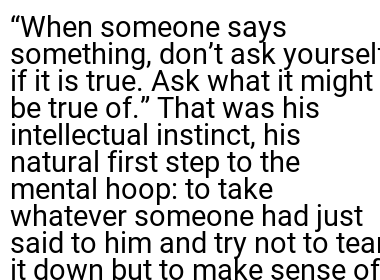 “When someone says
something, don’t ask yourself
if it is true. Ask what it might
be true of.” That was his
intellectual instinct, his
natural first step to the
mental hoop: to take
whatever someone had just
said to him and try not to tear
it down but to make sense of